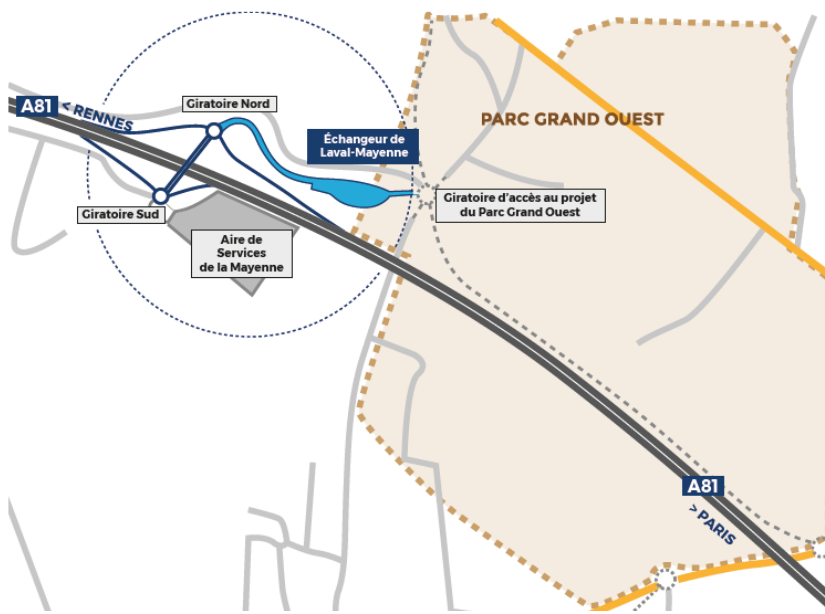 A81
< RENNES
Giratoire Nord
PARC GRAND OUEST
Échangeur de
Laval-Mayenne
Giratoire d'accès au projet
du Parc Grand Ouest
Giratoire Sud
Aire de
Services
de la Mayenne
A81
> PARIS